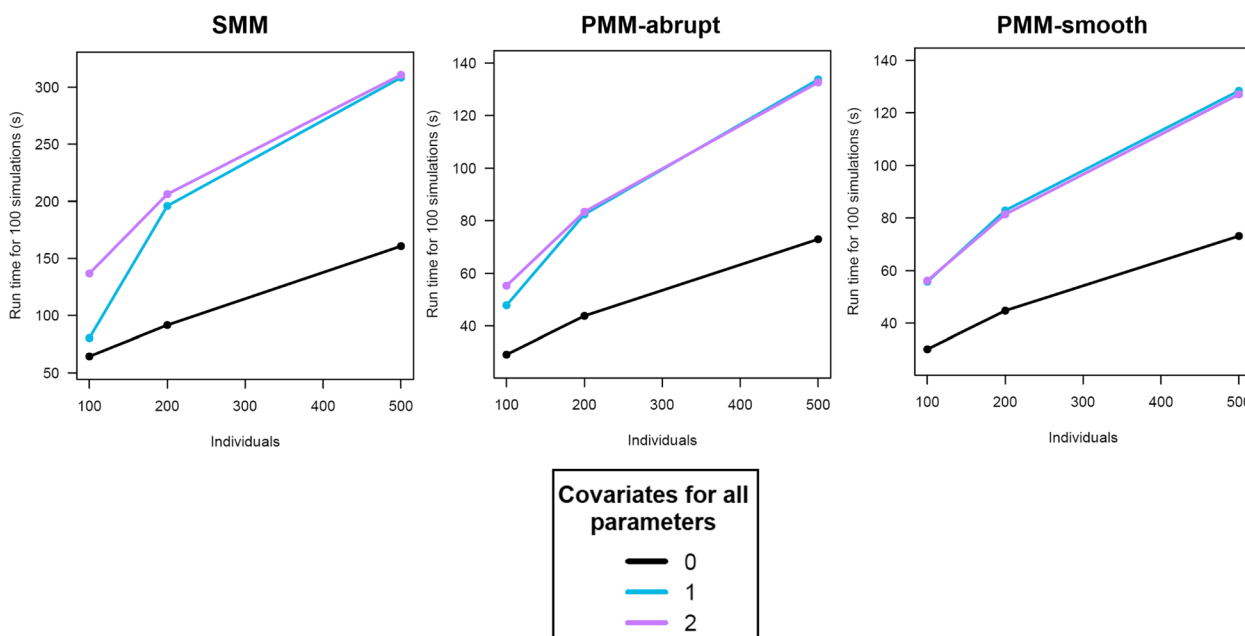 SMM
PMM-abrupt
PMM-smooth
Run time for 100 simulations (s)
300
250
200
150
100
50
100 200 300 400 500
Individuals
Run time for 100 simulations (s)
140
120
100
80
60
40
100 200 300 400 500
Individuals
Run time for 100 simulations (s)
140
120
100
80
60
40
100 200 300 400 500
Individuals
Covariates for all
parameters
0
1
2